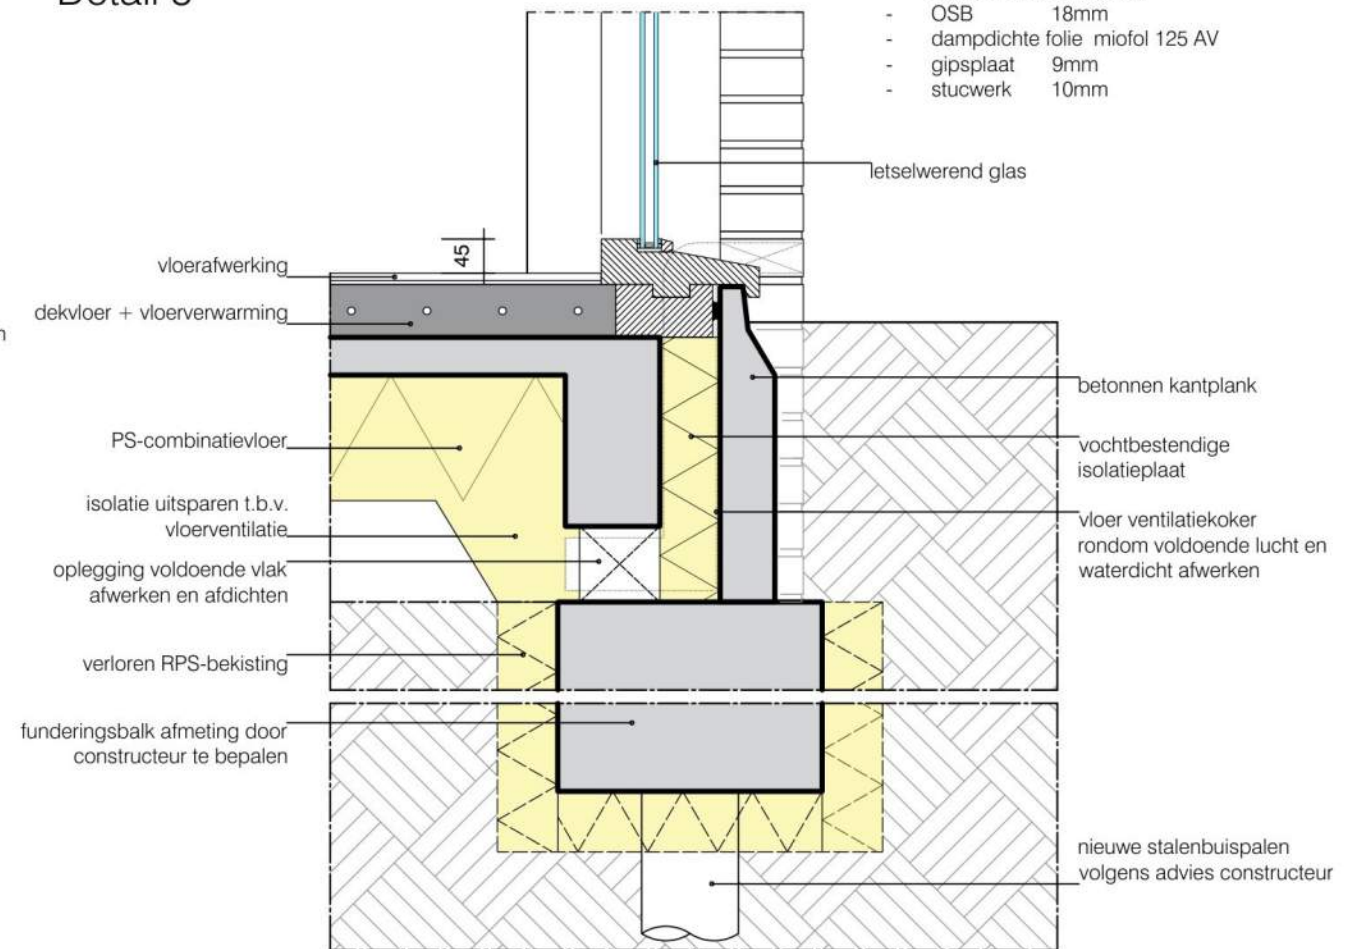 - OSB 18mm
- dampdichte folie miofol 125 AV
- gipsplaat 9mm
- stucwerk 10mm
letselwerend glas
45
vloerafwerking
dekvloer + vloerverwarming
PS-combinatievloer
isolatie uitsparen t.b.v.
vloerventilatie
oplegging voldoende vlak
afwerken en afdichten
verloren RPS-bekisting
funderingsbalk afmeting door
constructeur te bepalen
betonnen kantplank
vochtbestendige
isolatieplaat
vloer ventilatiekoker
rondom voldoende lucht en
waterdicht afwerken
nieuwe stalenbuispalen
volgens advies constructeur